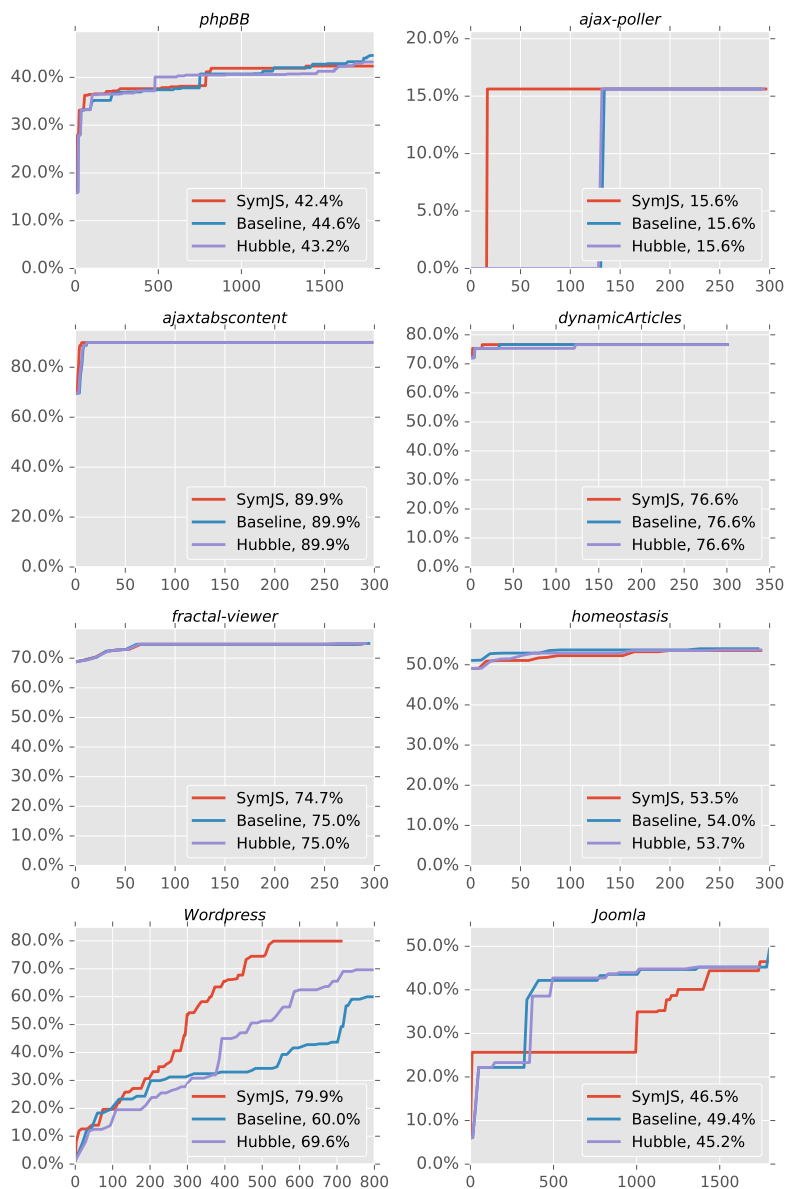 phpBB
40.0%
30.0%
20.0%
10.0%
0.0%
SymJS, 42.4%
Baseline, 44.6%
Hubble, 43.2%
0 500 1000 1500
ajax-poller
20.0%
15.0%
10.0%
5.0%
0.0%
SymJS, 15.6%
Baseline, 15.6%
Hubble, 15.6%
0 50 100 150 200 250 300
ajaxtabscontent
80.0%
60.0%
40.0%
20.0%
0.0%
SymJS, 89.9%
Baseline, 89.9%
Hubble, 89.9%
0 50 100 150 200 250 300
dynamicArticles
80.0%
70.0%
60.0%
50.0%
40.0%
30.0%
20.0%
10.0%
0.0%
SymJS, 76.6%
Baseline, 76.6%
Hubble, 76.6%
0 50 100 150 200 250 300 350
fractal-viewer
70.0%
60.0%
50.0%
40.0%
30.0%
20.0%
10.0%
0.0%
SymJS, 74.7%
Baseline, 75.0%
Hubble, 75.0%
0 50 100 150 200 250 300
homeostasis
50.0%
40.0%
30.0%
20.0%
10.0%
0.0%
SymJS, 53.5%
Baseline, 54.0%
Hubble, 53.7%
0 50 100 150 200 250 300
Wordpress
80.0%
70.0%
60.0%
50.0%
40.0%
30.0%
20.0%
10.0%
0.0%
SymJS, 79.9%
Baseline, 60.0%
Hubble, 69.6%
0 100 200 300 400 500 600 700 800
Joomla
50.0%
40.0%
30.0%
20.0%
10.0%
0.0%
SymJS, 46.5%
Baseline, 49.4%
Hubble, 45.2%
0 500 1000 1500